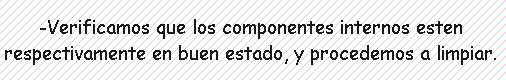 -Verificamos que los componentes internos esten
respectivamente en buen estado, y procedemos a limpiar.